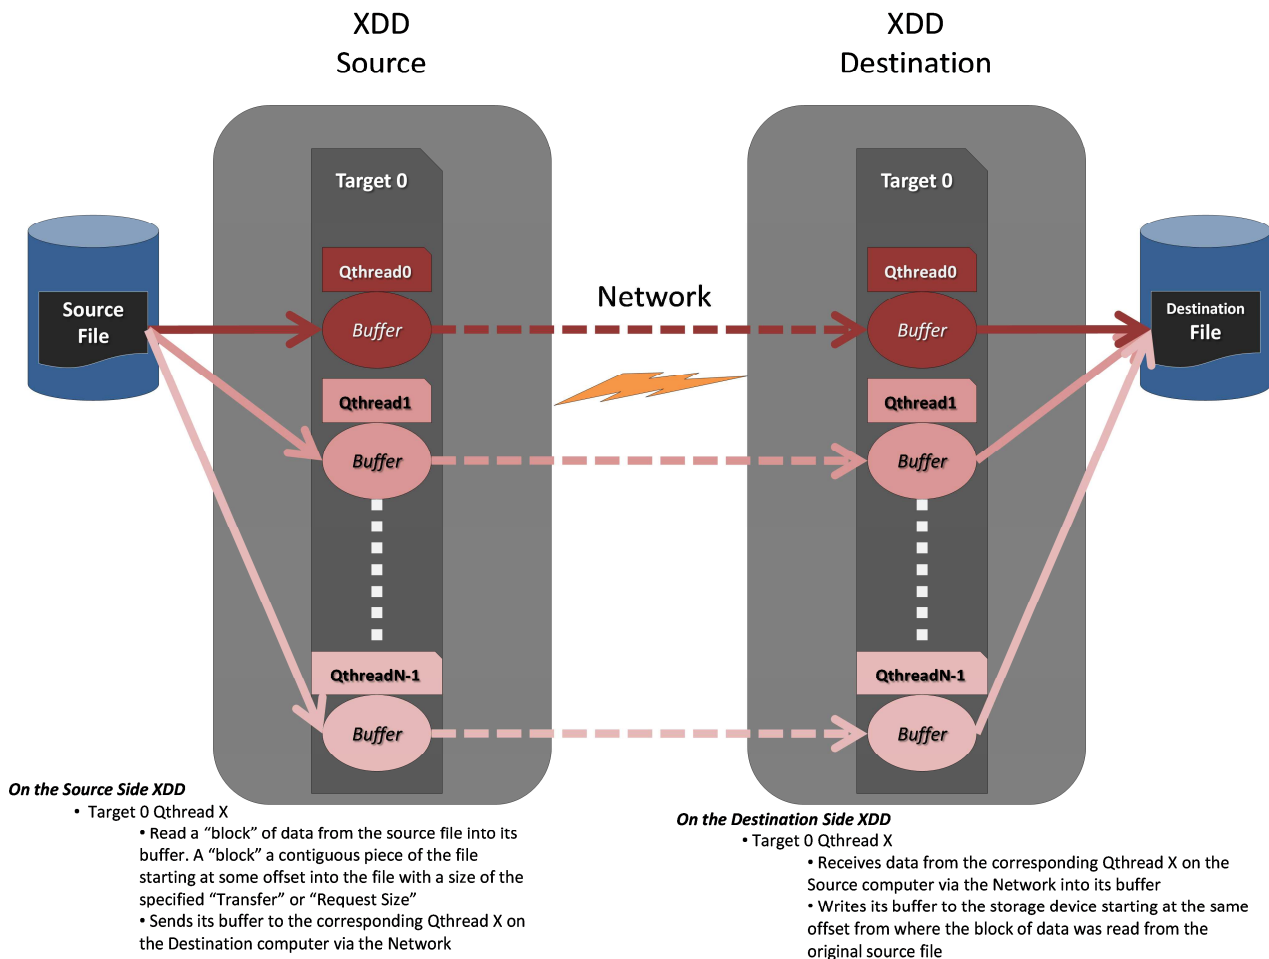 XDD
Source
XDD
Destination
Target 0
Target 0
Qthread0
Qthread0
Network
Source
File
Buffer
Buffer
Destination
File
Qthread1
Qthread1
Buffer
Buffer
QthreadN-1
QthreadN-1
Buffer
Buffer
On the Source Side XDD
• Target 0 Qthread X
• Read a “block” of data from the source file into its
buffer. A “block” a contiguous piece of the file
starting at some offset into the file with a size of the
specified “Transfer” or “Request Size”
• Sends its buffer to the corresponding Qthread X on
the Destination computer via the Network
On the Destination Side XDD
• Target 0 Qthread X
• Receives data from the corresponding Qthread X on the
Source computer via the Network into its buffer
• Writes its buffer to the storage device starting at the same
offset from where the block of data was read from the
original source file